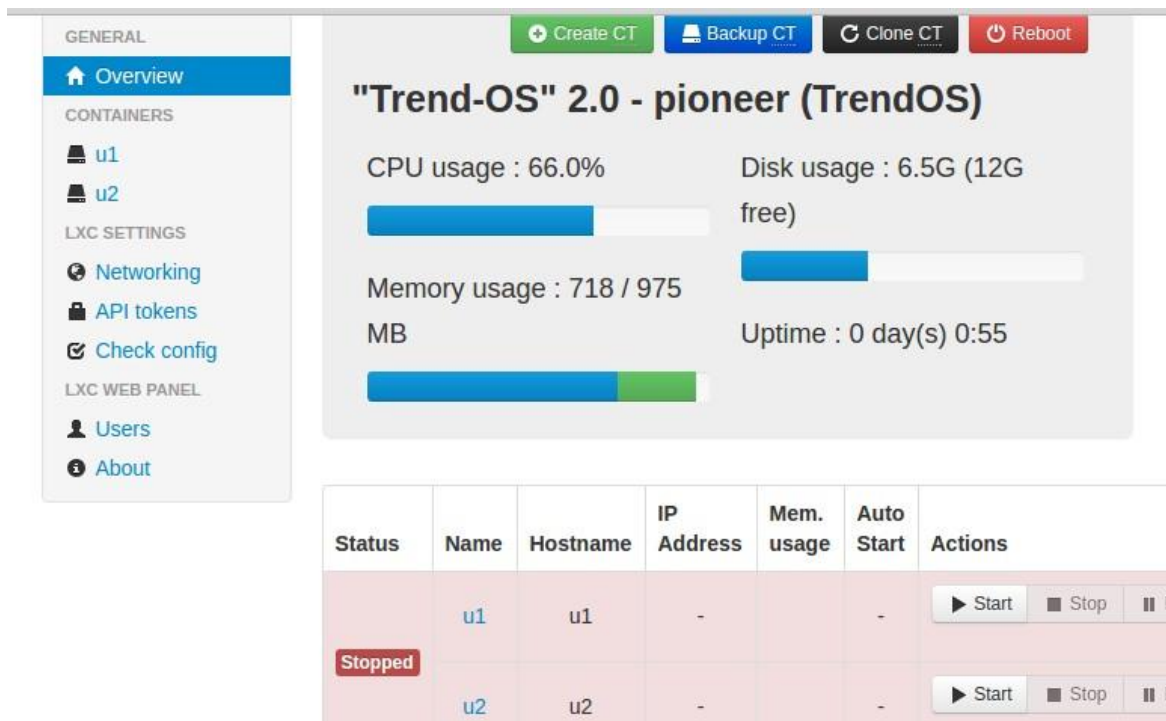 GENERAL
Overview
CONTAINERS
u1
u2
LXC SETTINGS
Networking
API tokens
Check config
LXC WEB PANEL
Users
About
Create CT Backup CT Clone CT Reboot
"Trend-OS" 2.0 - pioneer (TrendOS)
CPU usage : 66.0%
Disk usage : 6.5G (12G
free)
Memory usage : 718 / 975
MB
Uptime : 0 day(s) 0:55
Status Name Hostname IP Address Mem. usage Auto Start Actions
u1 u1 - - Start Stop
Stopped
u2 u2 - - Start Stop